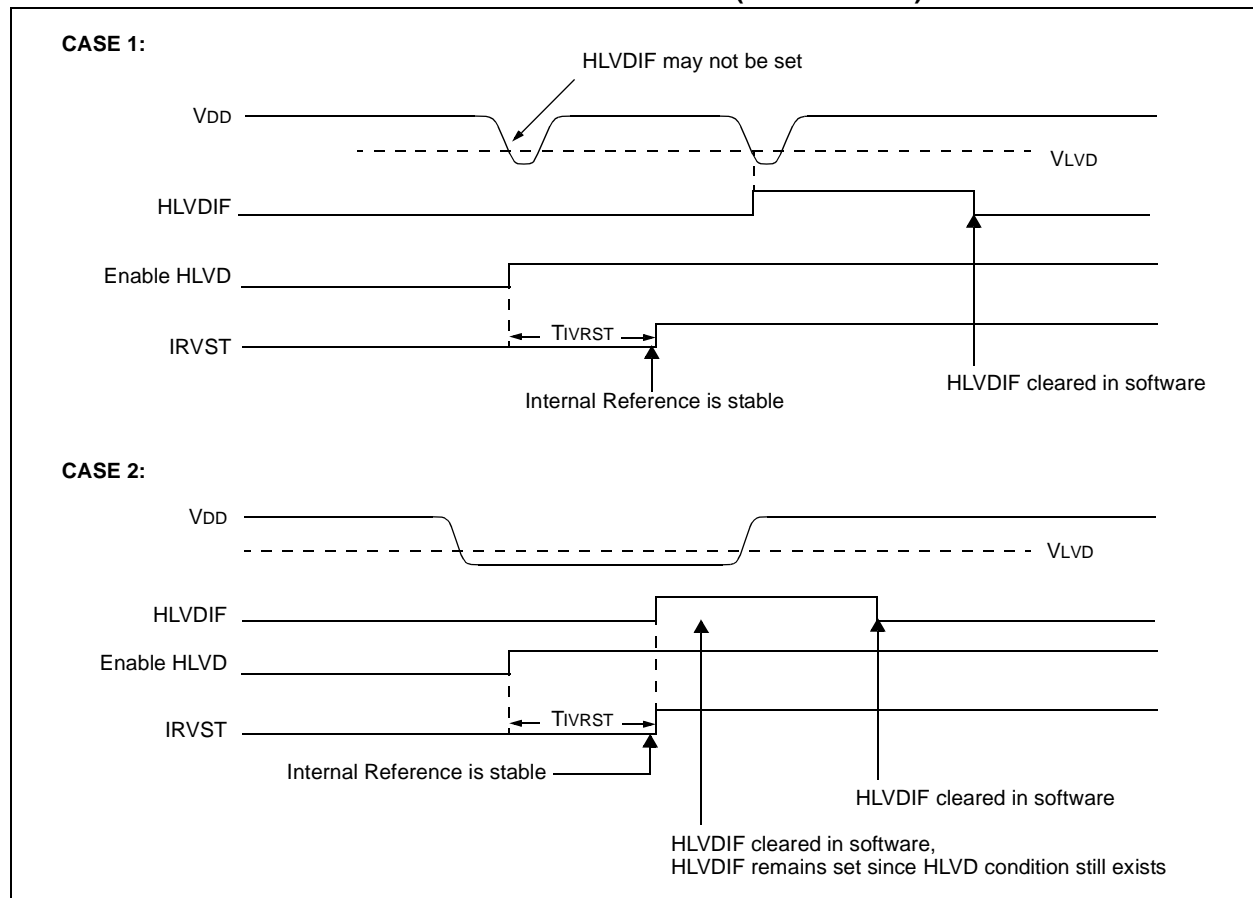 CASE 1:
HLVDIF may not be set
VDD
VLVD
HLVDIF
Enable HLVD
TIVRST
IRVST
HLVDIF cleared in software
Internal Reference is stable
CASE 2:
VDD
VLVD
HLVDIF
Enable HLVD
TIVRST
IRVST
Internal Reference is stable
HLVDIF cleared in software
HLVDIF cleared in software,
HLVDIF remains set since HLVD condition still exists